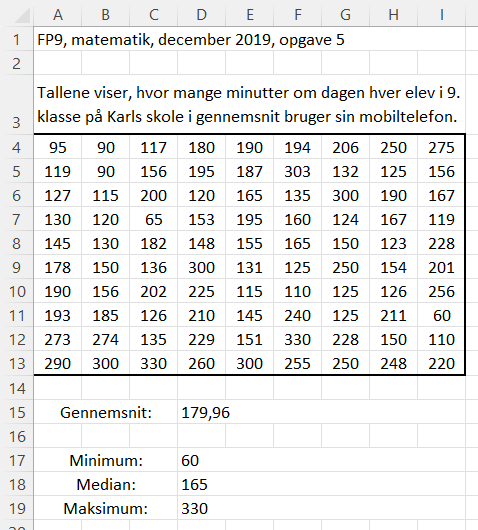 A B C D E F G H I
1 FP9, matematik, december 2019, opgave 5
2
Tallene viser, hvor mange minutter om dagen hver elev i 9.
3 klasse på Karls skole i gennemsnit bruger sin mobiltelefon.
4 95 90 117 180 190 194 206 250 275
5 119 90 156 195 187 303 132 125 156
6 127 115 200 120 165 135 300 190 167
7 130 120 65 153 195 160 124 167 119
8 145 130 182 148 155 165 150 123 228
9 178 150 136 300 131 125 250 154 201
10 190 156 202 225 115 110 125 126 256
11 193 185 126 210 145 240 125 211 60
12 273 274 135 229 151 330 228 150 110
13 290 300 330 260 300 255 250 248 220
14
15 Gennemsnit: 179,96
16
17 Minimum: 60
18 Median: 165
19 Maksimum: 330